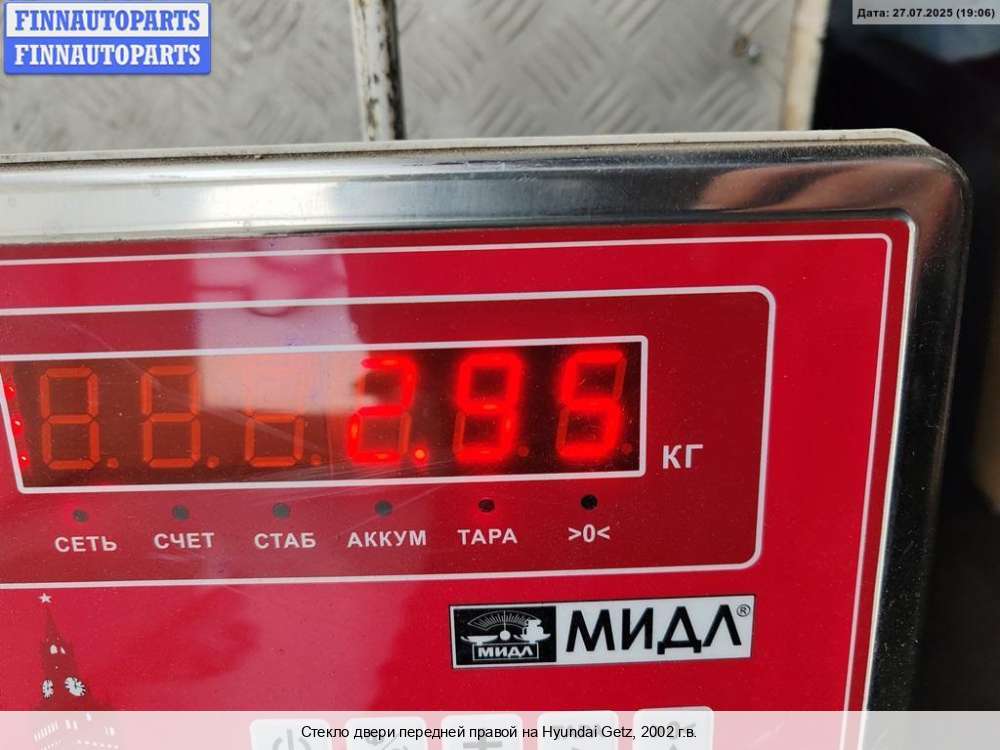 FINNAUTOPARTS
FINNAUTOPARTS
Дата: 27.07.2025 (19:06)
2.95
КГ
СЕТЬ СЧЕТ СТАБ АККУМ ТАРА >0<
МИДЛ МИДЛ®
Стекло двери передней правой на Hyundai Getz, 2002 г.в.